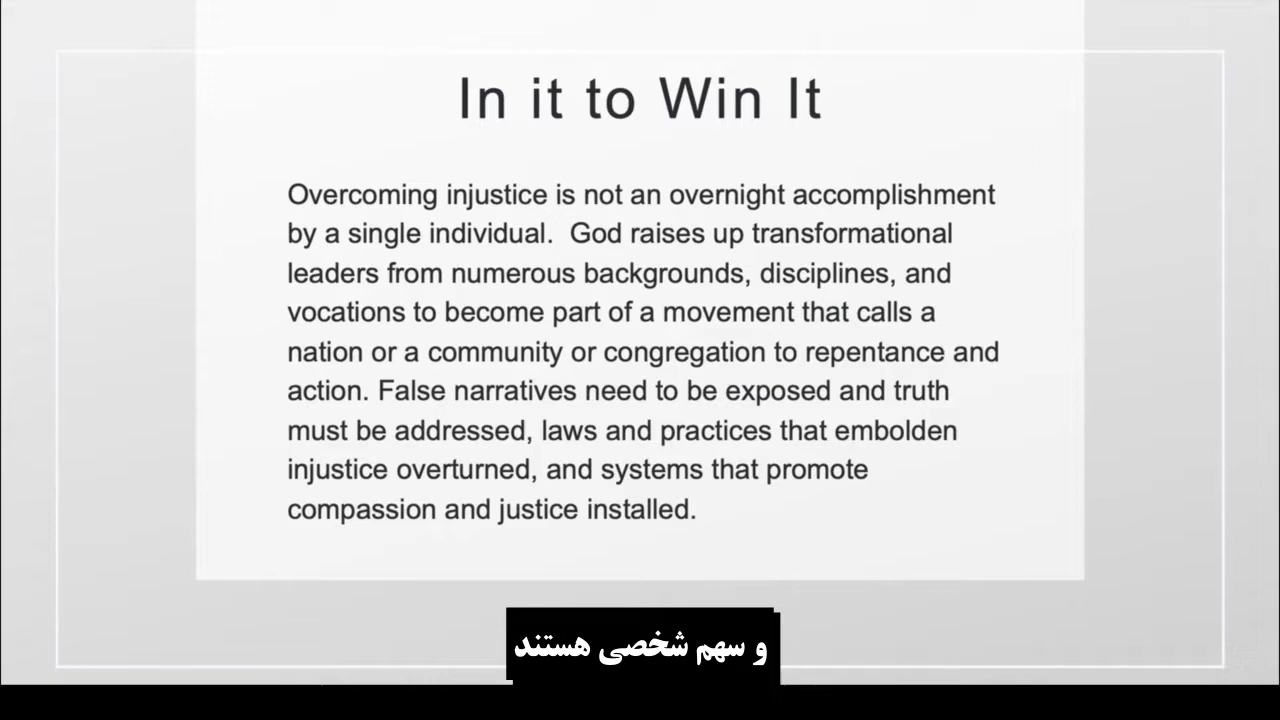 In it to Win It
Overcoming injustice is not an overnight accomplishment
by a single individual.  God raises up transformational
leaders from numerous backgrounds, disciplines, and
vocations to become part of a movement that calls a
nation or a community or congregation to repentance and
action. False narratives need to be exposed and truth
must be addressed, laws and practices that embolden
injustice overturned, and systems that promote
compassion and justice installed.
و سهم شخصی هستند